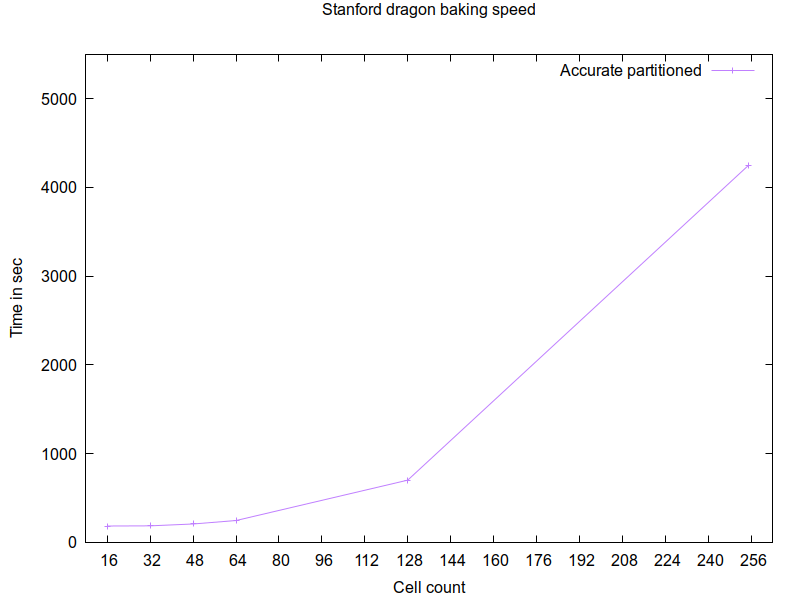 Stanford dragon baking speed
Accurate partitioned
5000
4000
3000
2000
1000
0
Time in sec
16 32 48 64 80 96 112 128 144 160 176 192 208 224 240 256
Cell count